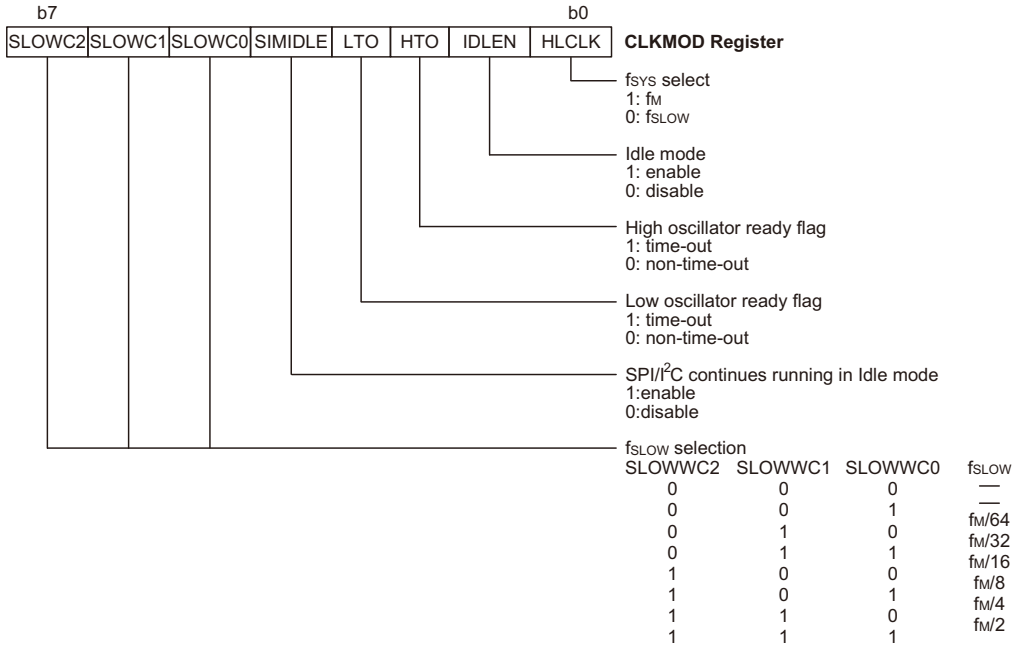 b7 b0
SLOWC2 SLOWC1 SLOWC0 SIMIDLE LTO HTO IDLEN HLCLK CLKMOD Register
fSYS select
1: fM
0: fSLOW
Idle mode
1: enable
0: disable
High oscillator ready flag
1: time-out
0: non-time-out
Low oscillator ready flag
1: time-out
0: non-time-out
SPI/I2C continues running in Idle mode
1:enable
0:disable
fSLOW selection
SLOWWC2 SLOWWC1 SLOWWC0 fSLOW
0 0 0 —
0 0 1 —
0 1 0 fM/64
0 1 1 fM/32
1 0 0 fM/16
1 0 1 fM/8
1 1 0 fM/4
1 1 1 fM/2